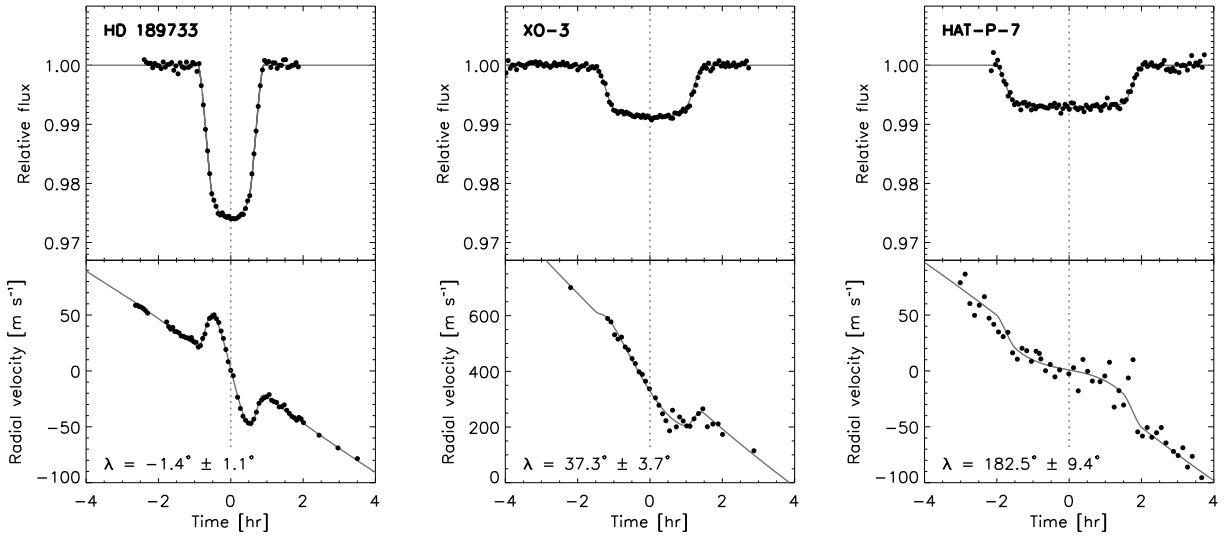 HD 189733
Relative flux
1.00
0.99
0.98
0.97
Radial velocity [m s⁻¹]
50
0
−50
−100
λ = −1.4° ± 1.1°
−4 −2 0 2 4
Time [hr]
XO−3
Relative flux
1.00
0.99
0.98
0.97
Radial velocity [m s⁻¹]
600
400
200
0
λ = 37.3° ± 3.7°
−4 −2 0 2 4
Time [hr]
HAT−P−7
Relative flux
1.00
0.99
0.98
0.97
Radial velocity [m s⁻¹]
50
0
−50
−100
λ = 182.5° ± 9.4°
−4 −2 0 2 4
Time [hr]